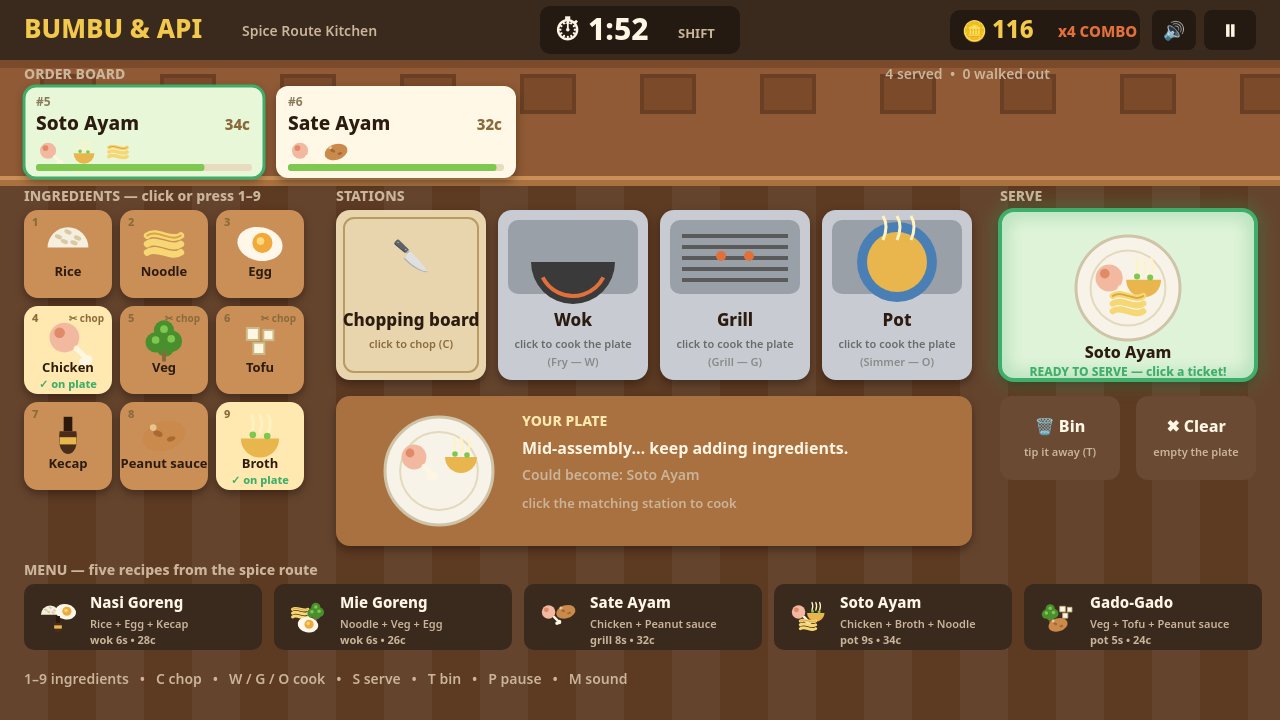 BUMBU & API
Spice Route Kitchen
⏱ 1:52 SHIFT
🪙 116 x4 COMBO
🔊
⏸
ORDER BOARD
4 served • 0 walked out
#5
Soto Ayam 34c
#6
Sate Ayam 32c
INGREDIENTS — click or press 1–9
1
Rice
2
Noodle
3
Egg
4 ✂ chop
Chicken
✓ on plate
5 ✂ chop
Veg
6 ✂ chop
Tofu
7
Kecap
8
Peanut sauce
9
Broth
✓ on plate
STATIONS
Chopping board
click to chop (C)
Wok
click to cook the plate
(Fry — W)
Grill
click to cook the plate
(Grill — G)
Pot
click to cook the plate
(Simmer — O)
SERVE
Soto Ayam
READY TO SERVE — click a ticket!
🗑️ Bin
tip it away (T)
✖ Clear
empty the plate
YOUR PLATE
Mid-assembly… keep adding ingredients.
Could become: Soto Ayam
click the matching station to cook
MENU — five recipes from the spice route
Nasi Goreng
Rice + Egg + Kecap
wok 6s • 28c
Mie Goreng
Noodle + Veg + Egg
wok 6s • 26c
Sate Ayam
Chicken + Peanut sauce
grill 8s • 32c
Soto Ayam
Chicken + Broth + Noodle
pot 9s • 34c
Gado-Gado
Veg + Tofu + Peanut sauce
pot 5s • 24c
1–9 ingredients • C chop • W / G / O cook • S serve • T bin • P pause • M sound